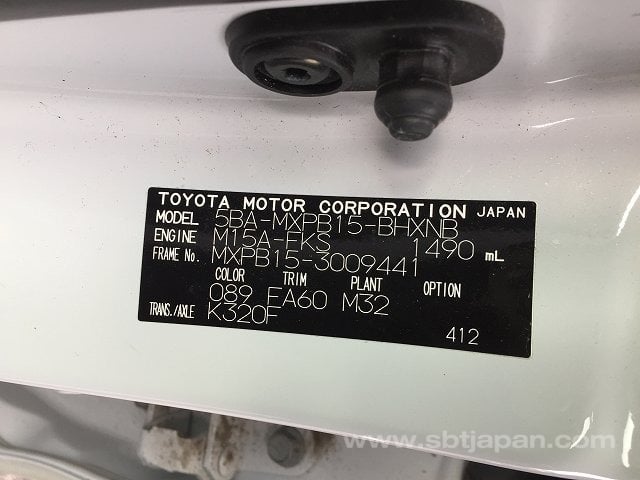 TOYOTA MOTOR CORPORATION JAPAN
MODEL 5BA-MXPB15-BHXNB
ENGINE M15A-FKS 1490 mL
FRAME No. MXPB15-3009441
COLOR TRIM PLANT OPTION
089 EA60 M32
TRANS./AXLE K320F
412
www.sbtjapan.com